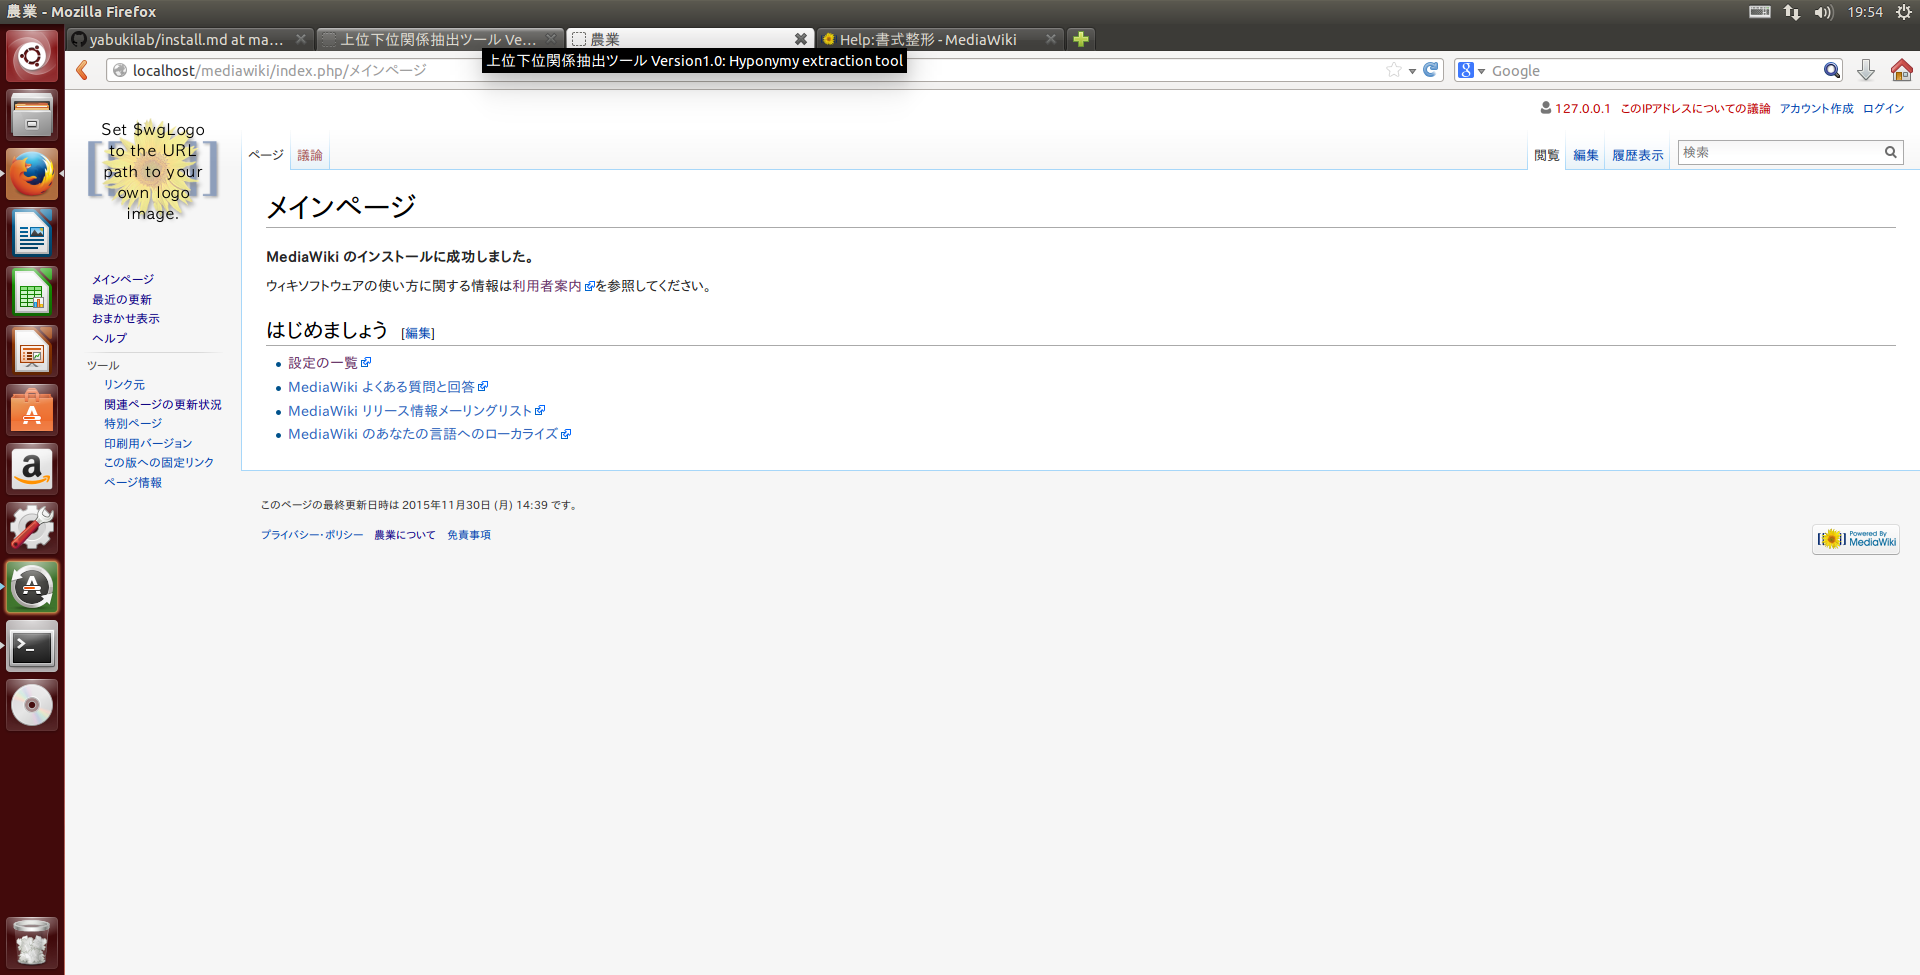 農業 - Mozilla Firefox
19:54
yabukilab/install.md at ma...
上位下位関係抽出ツール Ve...
農業
Help:書式整形 - MediaWiki
上位下位関係抽出ツール Version1.0: Hyponymy extraction tool
localhost/mediawiki/index.php/メインページ
Google
127.0.0.1 このIPアドレスについての議論 アカウント作成 ログイン
Set $wgLogo
to the URL
path to your
own logo
image.
ページ 議論
閲覧 編集 履歴表示 検索
メインページ
MediaWiki のインストールに成功しました。
ウィキソフトウェアの使い方に関する情報は利用者案内を参照してください。
はじめましょう [編集]
設定の一覧
MediaWiki よくある質問と回答
MediaWiki リリース情報メーリングリスト
MediaWiki のあなたの言語へのローカライズ
メインページ
最近の更新
おまかせ表示
ヘルプ
ツール
リンク元
関連ページの更新状況
特別ページ
印刷用バージョン
この版への固定リンク
ページ情報
このページの最終更新日時は 2015年11月30日 (月) 14:39 です。
プライバシー・ポリシー 農業について 免責事項
Powered By
MediaWiki